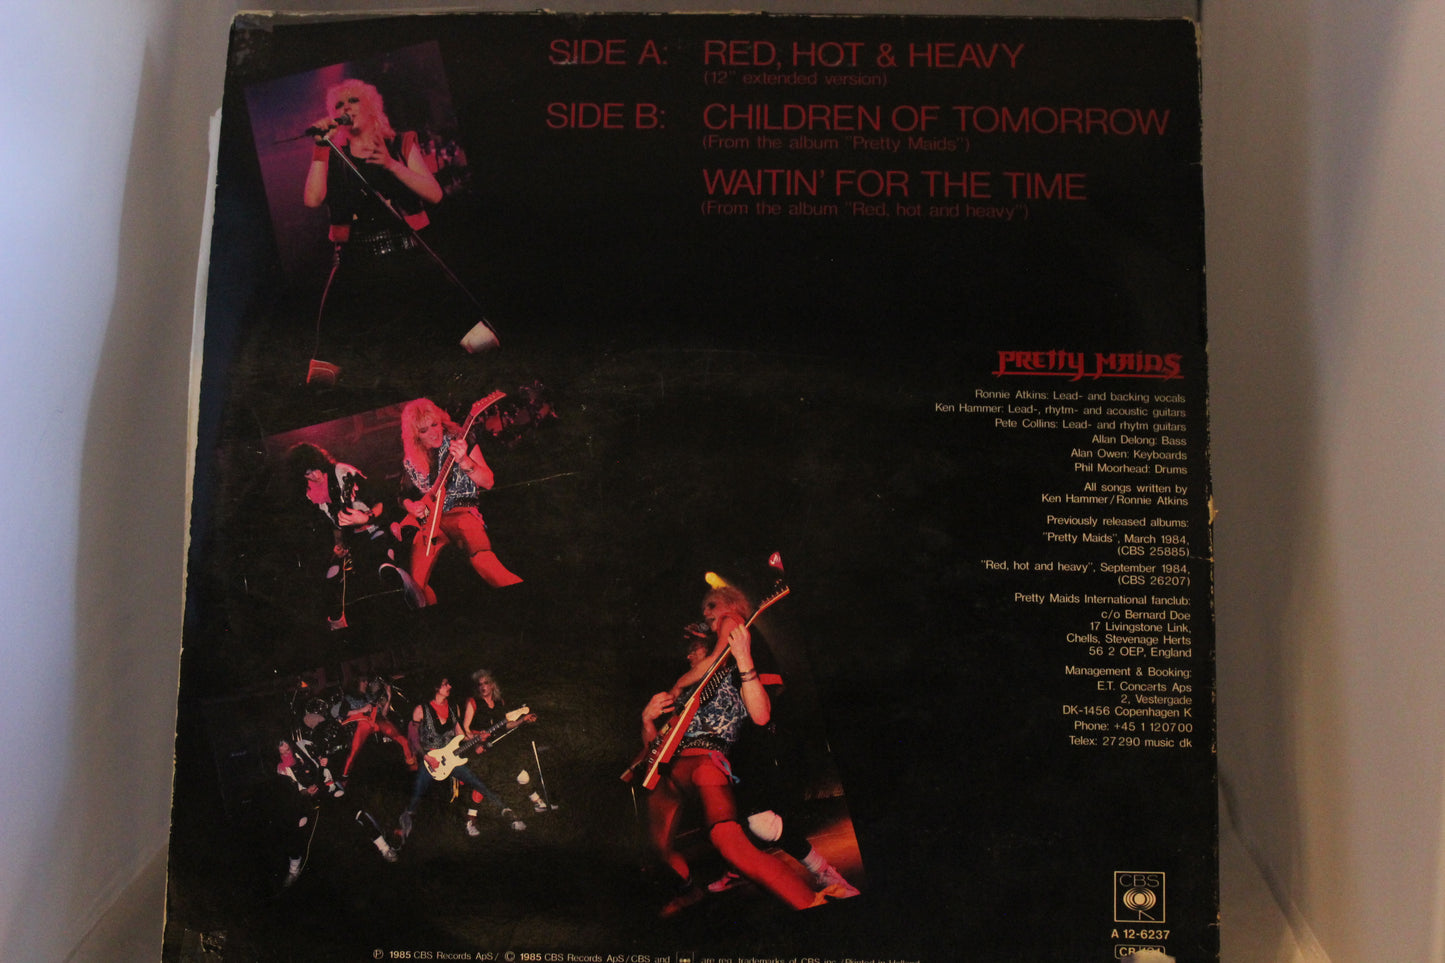 SIDE A: RED, HOT & HEAVY
(12" extended version)
SIDE B: CHILDREN OF TOMORROW
(From the album "Pretty Maids")
WAITIN' FOR THE TIME
(From the album "Red, hot and heavy")
PRETTY MAIDS
Ronnie Atkins: Lead- and backing vocals
Ken Hammer: Lead-, rhytm- and acoustic guitars
Pete Collins: Lead- and rhytm guitars
Allan Delong: Bass
Alan Owen: Keyboards
Phil Moorhead: Drums
All songs written by
Ken Hammer/Ronnie Atkins
Previously released albums:
"Pretty Maids", March 1984,
(CBS 25885)
"Red, hot and heavy", September 1984,
(CBS 26207)
Pretty Maids International fanclub:
c/o Bernard Doe
17 Livingstone Link,
Chells, Stevenage Herts
56 2 OEP, England
Management & Booking:
E.T. Concerts Aps
2, Vestergade
DK-1456 Copenhagen K
Phone: +45 1 120700
Telex: 27290 music dk
CBS
A 12-6237
CB
℗ 1985 CBS Records ApS/ © 1985 CBS Records ApS/CBS and are reg. trademarks of CBS inc./Printed in Holland